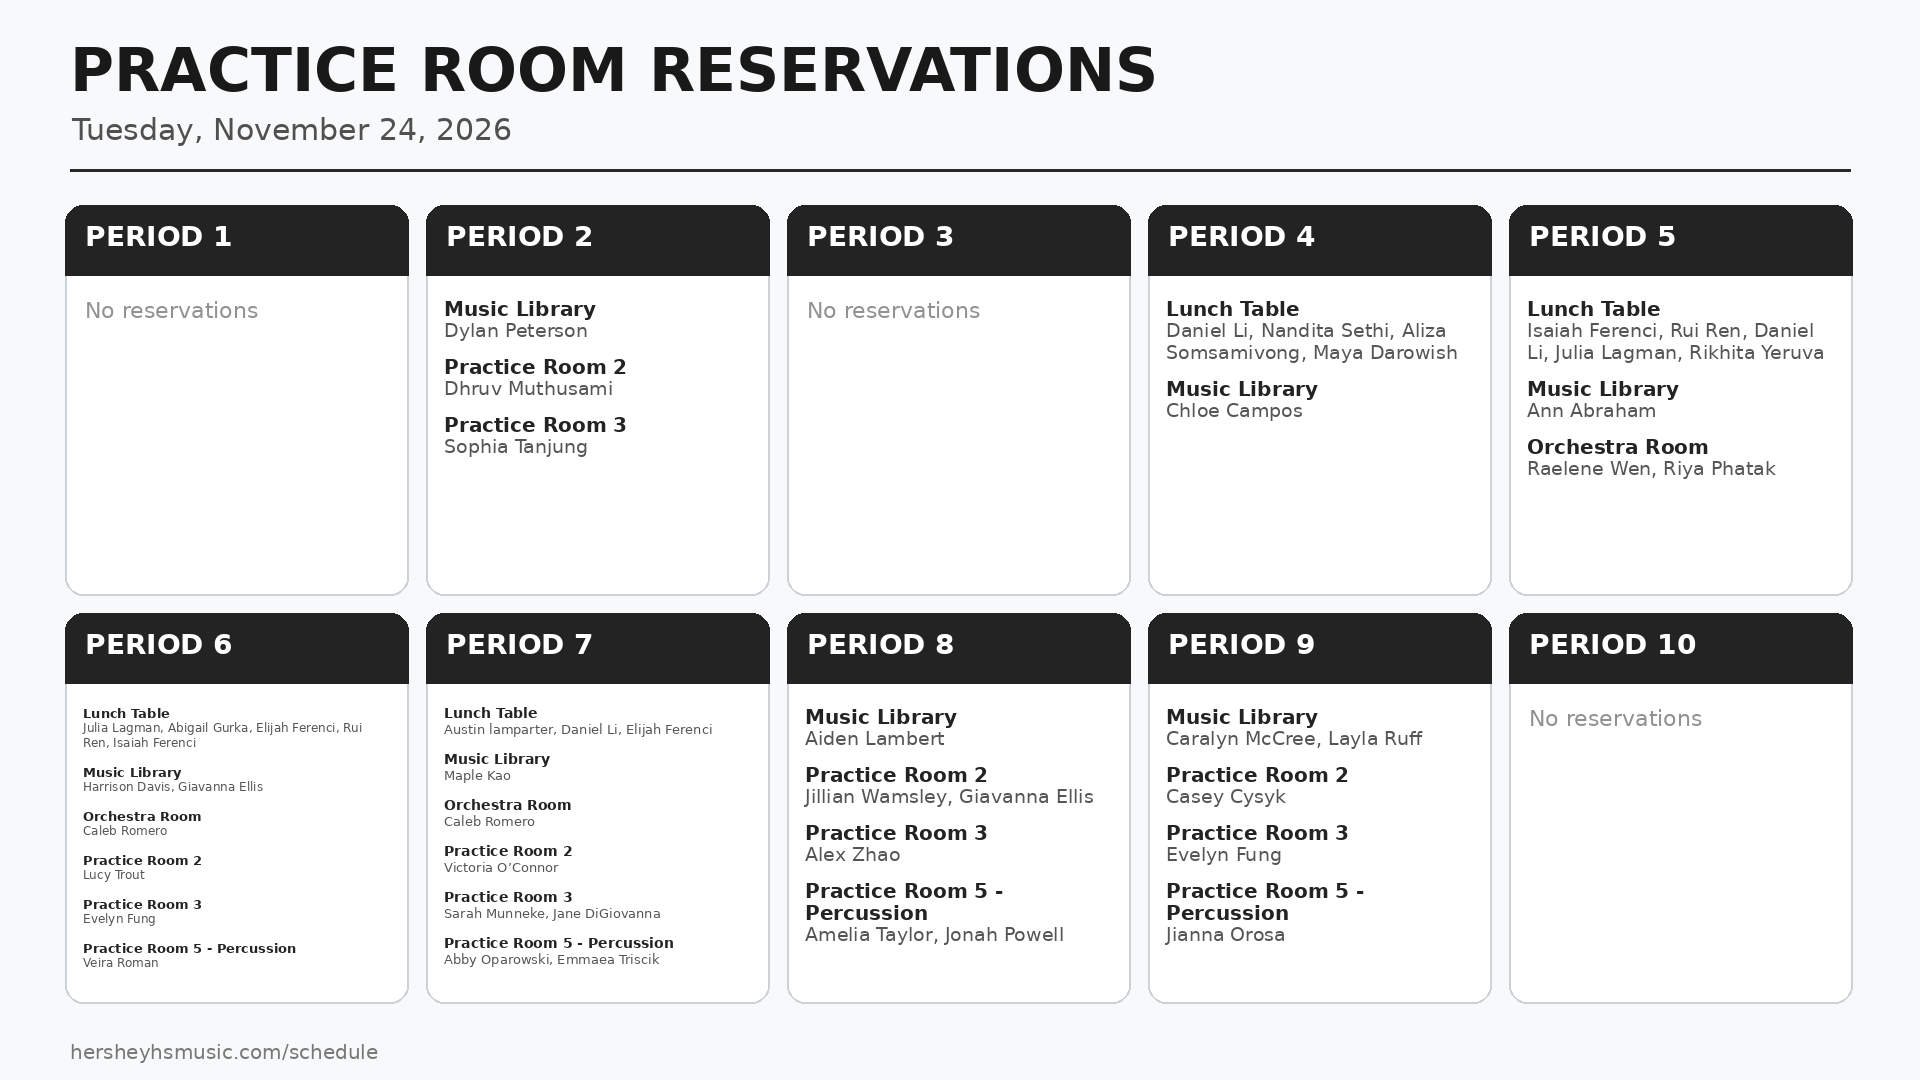 PRACTICE ROOM RESERVATIONS
Tuesday, November 24, 2026
PERIOD 1
No reservations
PERIOD 2
Music Library
Dylan Peterson
Practice Room 2
Dhruv Muthusami
Practice Room 3
Sophia Tanjung
PERIOD 3
No reservations
PERIOD 4
Lunch Table
Daniel Li, Nandita Sethi, Aliza
Somsamivong, Maya Darowish
Music Library
Chloe Campos
PERIOD 5
Lunch Table
Isaiah Ferenci, Rui Ren, Daniel
Li, Julia Lagman, Rikhita Yeruva
Music Library
Ann Abraham
Orchestra Room
Raelene Wen, Riya Phatak
PERIOD 6
Lunch Table
Julia Lagman, Abigail Gurka, Elijah Ferenci, Rui
Ren, Isaiah Ferenci
Music Library
Harrison Davis, Giavanna Ellis
Orchestra Room
Caleb Romero
Practice Room 2
Lucy Trout
Practice Room 3
Evelyn Fung
Practice Room 5 - Percussion
Veira Roman
PERIOD 7
Lunch Table
Austin lamparter, Daniel Li, Elijah Ferenci
Music Library
Maple Kao
Orchestra Room
Caleb Romero
Practice Room 2
Victoria O’Connor
Practice Room 3
Sarah Munneke, Jane DiGiovanna
Practice Room 5 - Percussion
Abby Oparowski, Emmaea Triscik
PERIOD 8
Music Library
Aiden Lambert
Practice Room 2
Jillian Wamsley, Giavanna Ellis
Practice Room 3
Alex Zhao
Practice Room 5 -
Percussion
Amelia Taylor, Jonah Powell
PERIOD 9
Music Library
Caralyn McCree, Layla Ruff
Practice Room 2
Casey Cysyk
Practice Room 3
Evelyn Fung
Practice Room 5 -
Percussion
Jianna Orosa
PERIOD 10
No reservations
hersheyhsmusic.com/schedule